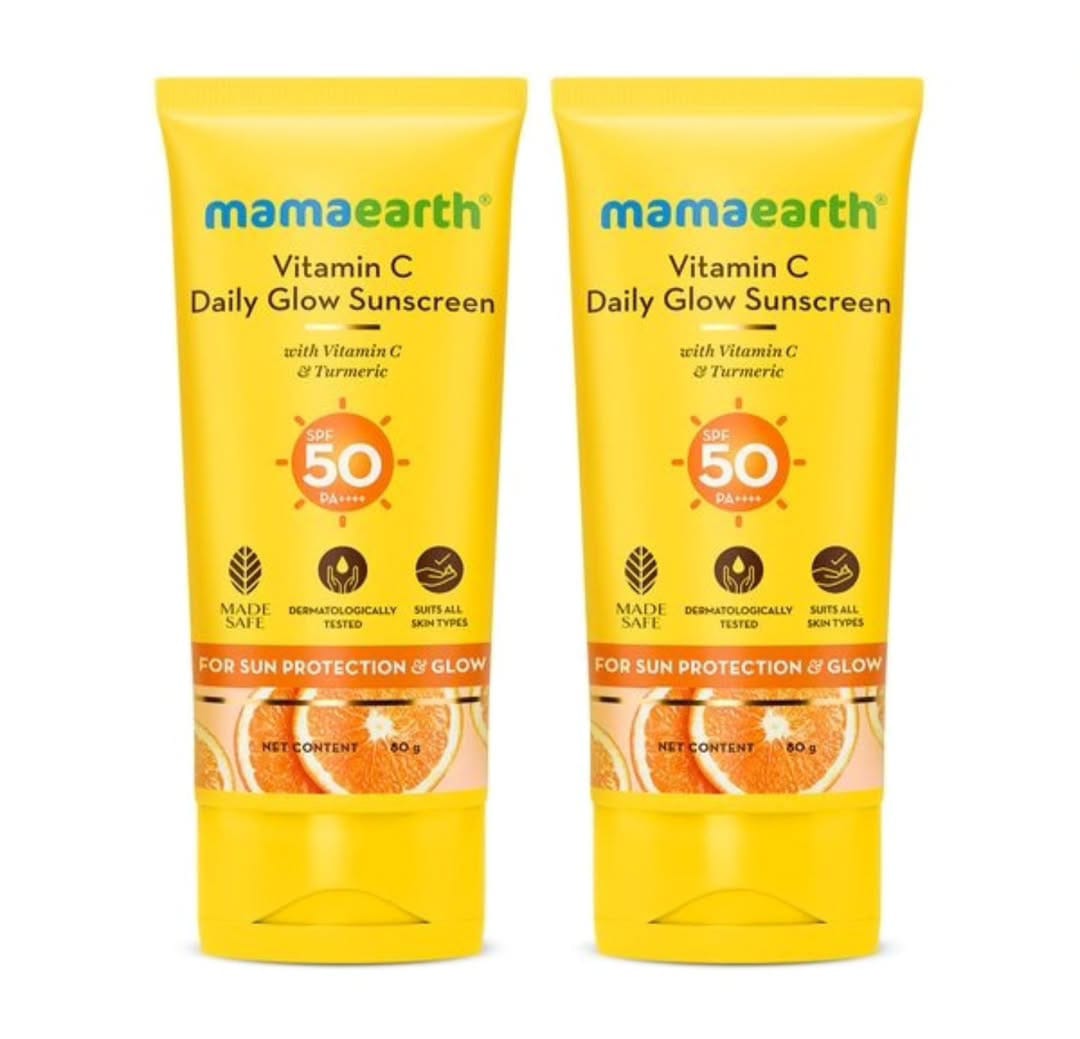 mamaearth®
Vitamin C
Daily Glow Sunscreen
with Vitamin C
& Turmeric
SPF
50
PA++++
MADE
SAFE
DERMATOLOGICALLY
TESTED
SUITS ALL
SKIN TYPES
FOR SUN PROTECTION & GLOW
NET CONTENT 80 g
mamaearth®
Vitamin C
Daily Glow Sunscreen
with Vitamin C
& Turmeric
SPF
50
PA++++
MADE
SAFE
DERMATOLOGICALLY
TESTED
SUITS ALL
SKIN TYPES
FOR SUN PROTECTION & GLOW
NET CONTENT 80 g